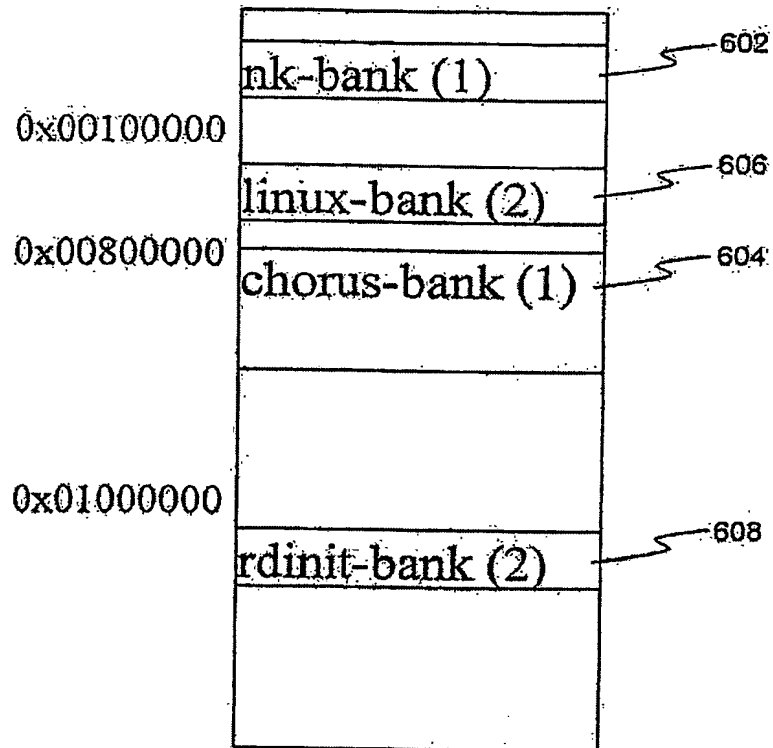 602
nk-bank (1)
0x00100000
606
linux-bank (2)
0x00800000
604
chorus-bank (1)
0x01000000
608
rdinit-bank (2)